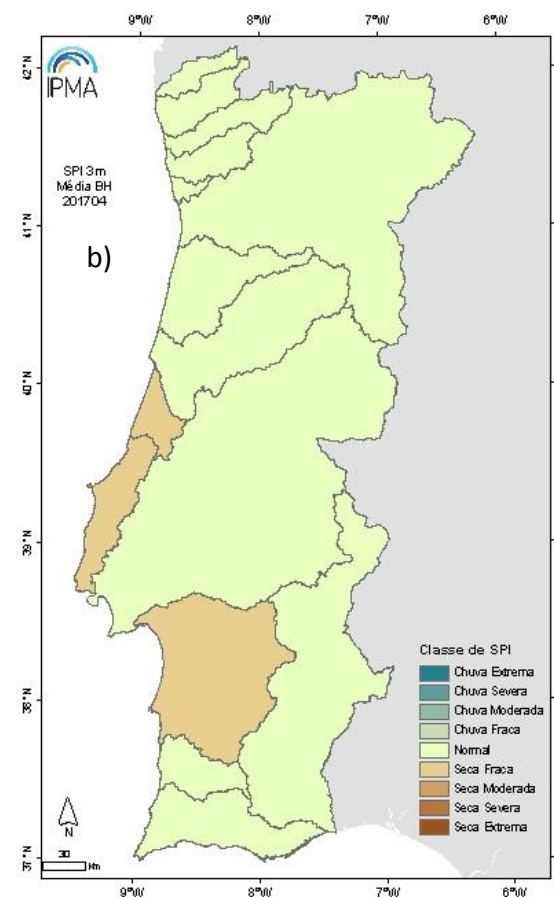 9°W 8°W 7°W 6°W
42°N
IPMA
SPI 3m
Média BH
201704
41°N
b)
40°N
39°N
Classe de SPI
Chuva Extrema
Chuva Severa
38°N
Chuva Moderada
Chuva Fraca
Normal
Seca Fraca
Seca Moderada
Seca Severa
Seca Extrema
N
30
Km
37°N
9°W 8°W 7°W 6°W